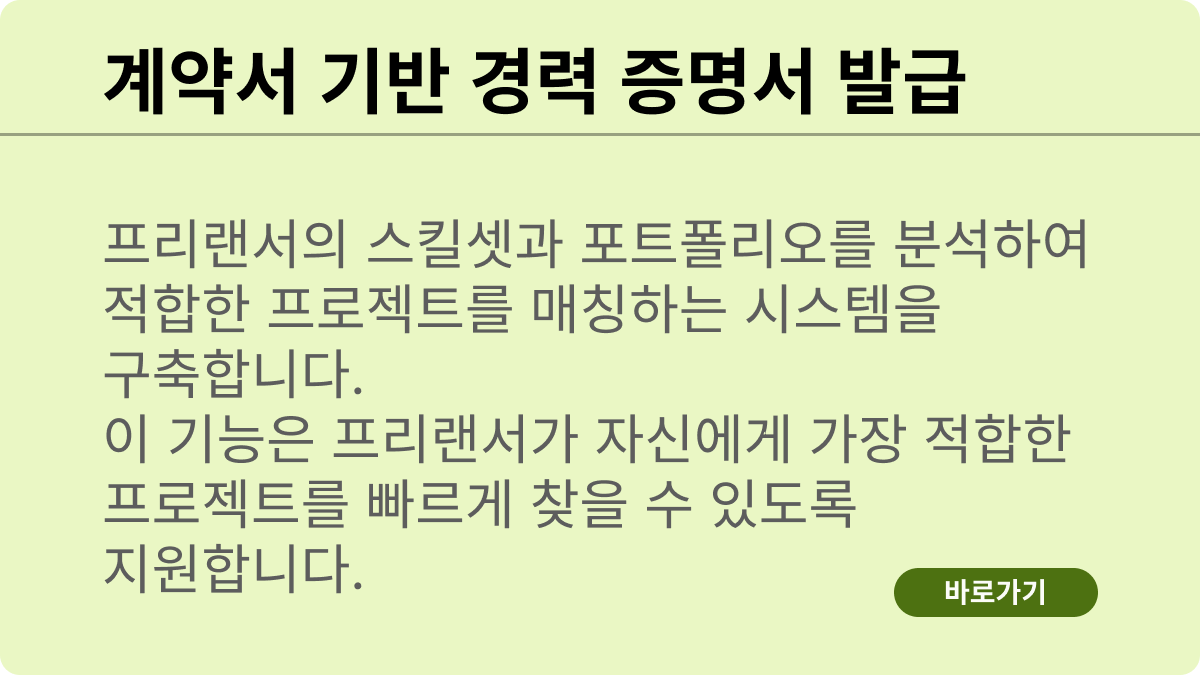 계약서 기반 경력 증명서 발급
프리랜서의 스킬셋과 포트폴리오를 분석하여
적합한 프로젝트를 매칭하는 시스템을
구축합니다.
이 기능은 프리랜서가 자신에게 가장 적합한
프로젝트를 빠르게 찾을 수 있도록
지원합니다.
바로가기